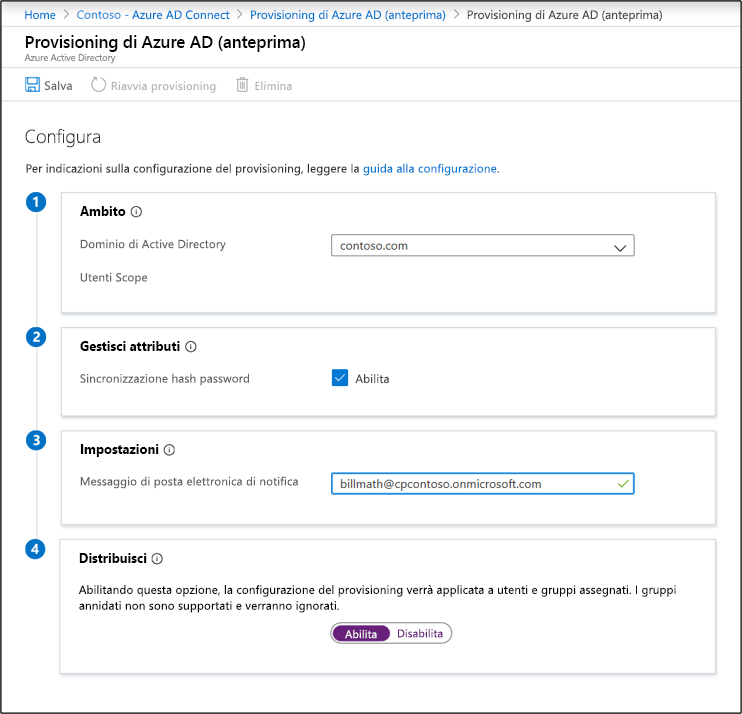 Home > Contoso - Azure AD Connect > Provisioning di Azure AD (anteprima) > Provisioning di Azure AD (anteprima)
Provisioning di Azure AD (anteprima)
Azure Active Directory
Salva Riavvia provisioning Elimina
Configura
Per indicazioni sulla configurazione del provisioning, leggere la guida alla configurazione.
1
Ambito
Dominio di Active Directory contoso.com
Utenti Scope
2
Gestisci attributi
Sincronizzazione hash password Abilita
3
Impostazioni
Messaggio di posta elettronica di notifica billmath@cpcontoso.onmicrosoft.com
4
Distribuisci
Abilitando questa opzione, la configurazione del provisioning verrà applicata a utenti e gruppi assegnati. I gruppi
annidati non sono supportati e verranno ignorati.
Abilita Disabilita